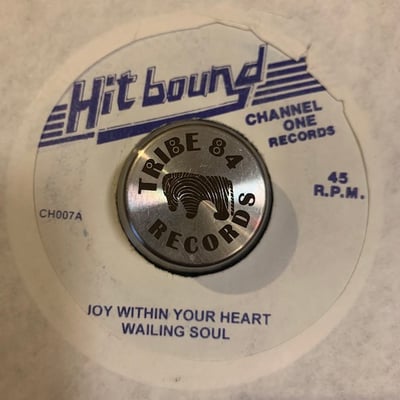 Hit bound
CHANNEL
ONE
RECORDS
TRIBE 84
RECORDS
45
R.P.M.
CH007A
JOY WITHIN YOUR HEART
WAILING SOUL